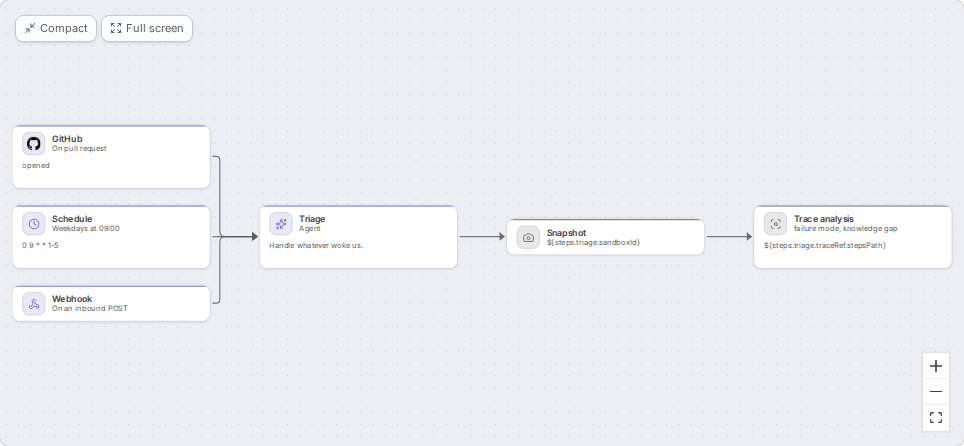 Compact
Full screen
GitHub
On pull request
opened
Schedule
Weekdays at 09:00
0 9 * * 1-5
Webhook
On an inbound POST
Triage
Agent
Handle whatever woke us.
Snapshot
${steps.triage.sandboxId}
Trace analysis
failure mode, knowledge gap
${steps.triage.traceRef.stepsPath}